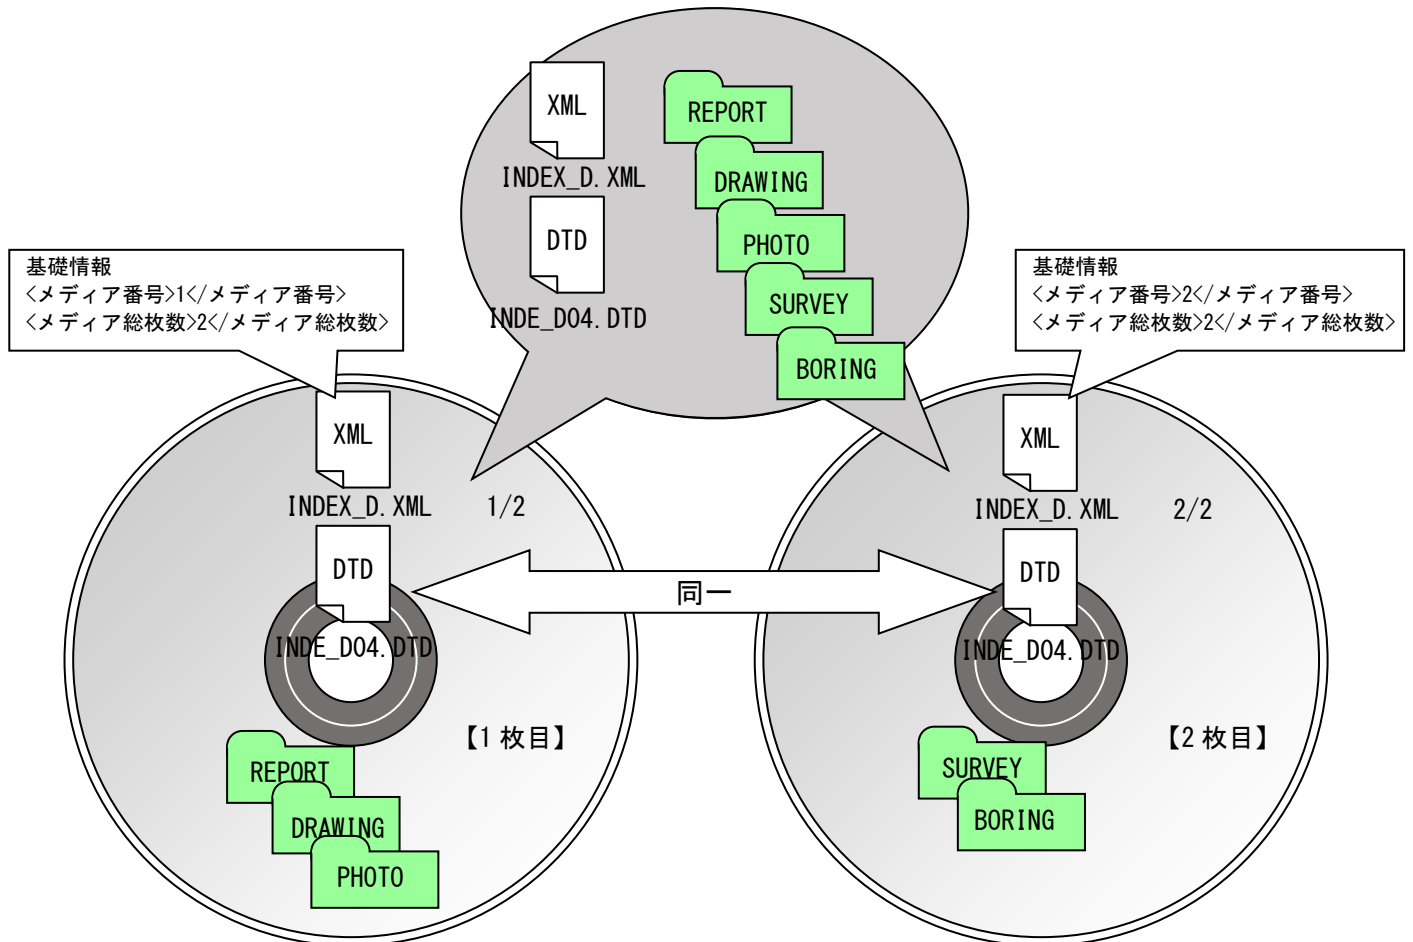 XML
INDEX_D.XML
DTD
INDE_D04.DTD
REPORT
DRAWING
PHOTO
SURVEY
BORING
基礎情報
<メディア番号>1</メディア番号>
<メディア総枚数>2</メディア総枚数>
基礎情報
<メディア番号>2</メディア番号>
<メディア総枚数>2</メディア総枚数>
XML
INDEX_D.XML 1/2
DTD
INDE_D04.DTD
【1枚目】
REPORT
DRAWING
PHOTO
同一
XML
INDEX_D.XML 2/2
DTD
INDE_D04.DTD
【2枚目】
SURVEY
BORING